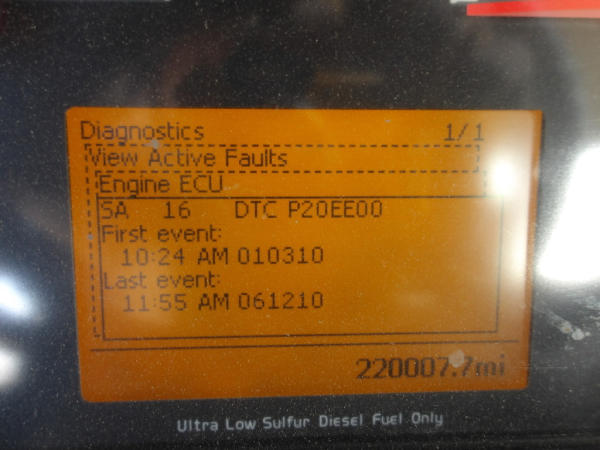 Diagnostics 1/1
View Active Faults
Engine ECU
SA 16 DTC P20EE00
First event:
10:24 AM 010310
Last event:
11:55 AM 061210
220007.7mi
Ultra Low Sulfur Diesel Fuel Only